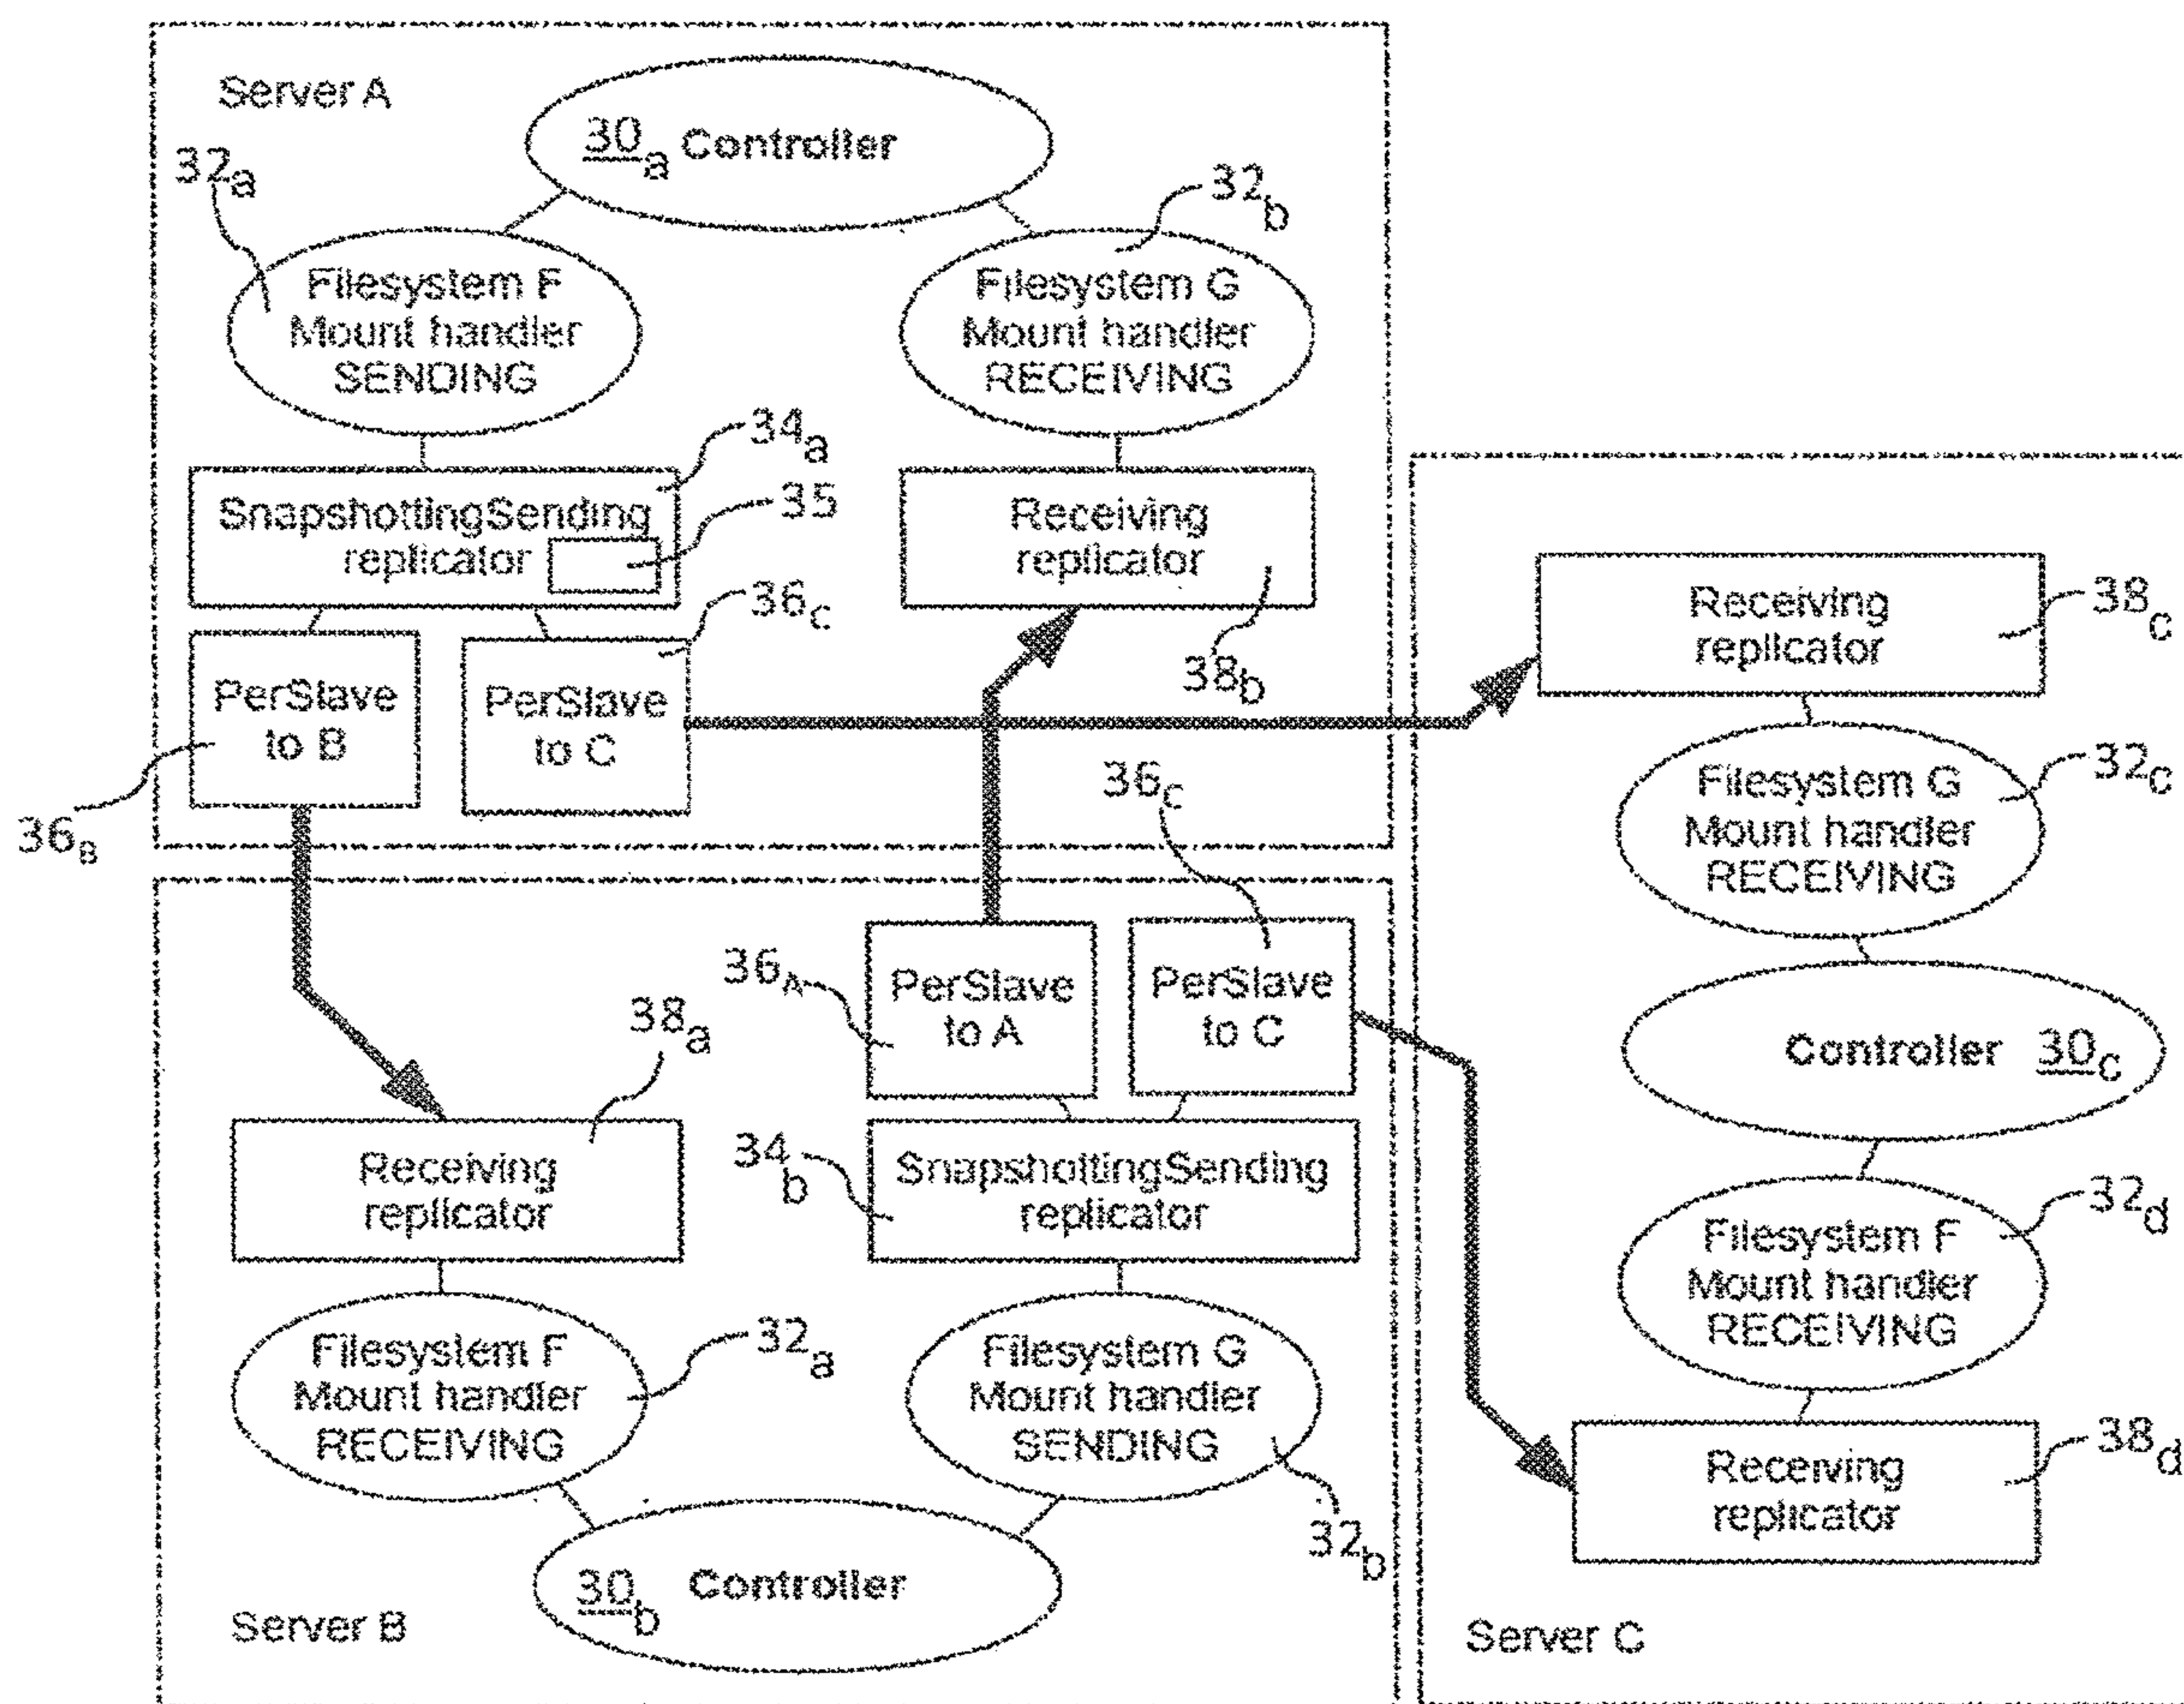 Server A
30a Controller
32a
32b
Filesystem F
Mount handler
SENDING
Filesystem G
Mount handler
RECEIVING
34a
35
SnapshottingSending
replicator
Receiving
replicator
36c
38b
PerSlave
to B
PerSlave
to C
36B
Receiving
replicator
38c
Filesystem G
Mount handler
RECEIVING
32c
Controller 30c
Filesystem F
Mount handler
RECEIVING
32d
Receiving
replicator
38d
Server C
36c
36A
PerSlave
to A
PerSlave
to C
38a
34b
Receiving
replicator
SnapshottingSending
replicator
Filesystem F
Mount handler
RECEIVING
32a
Filesystem G
Mount handler
SENDING
32b
30b Controller
Server B